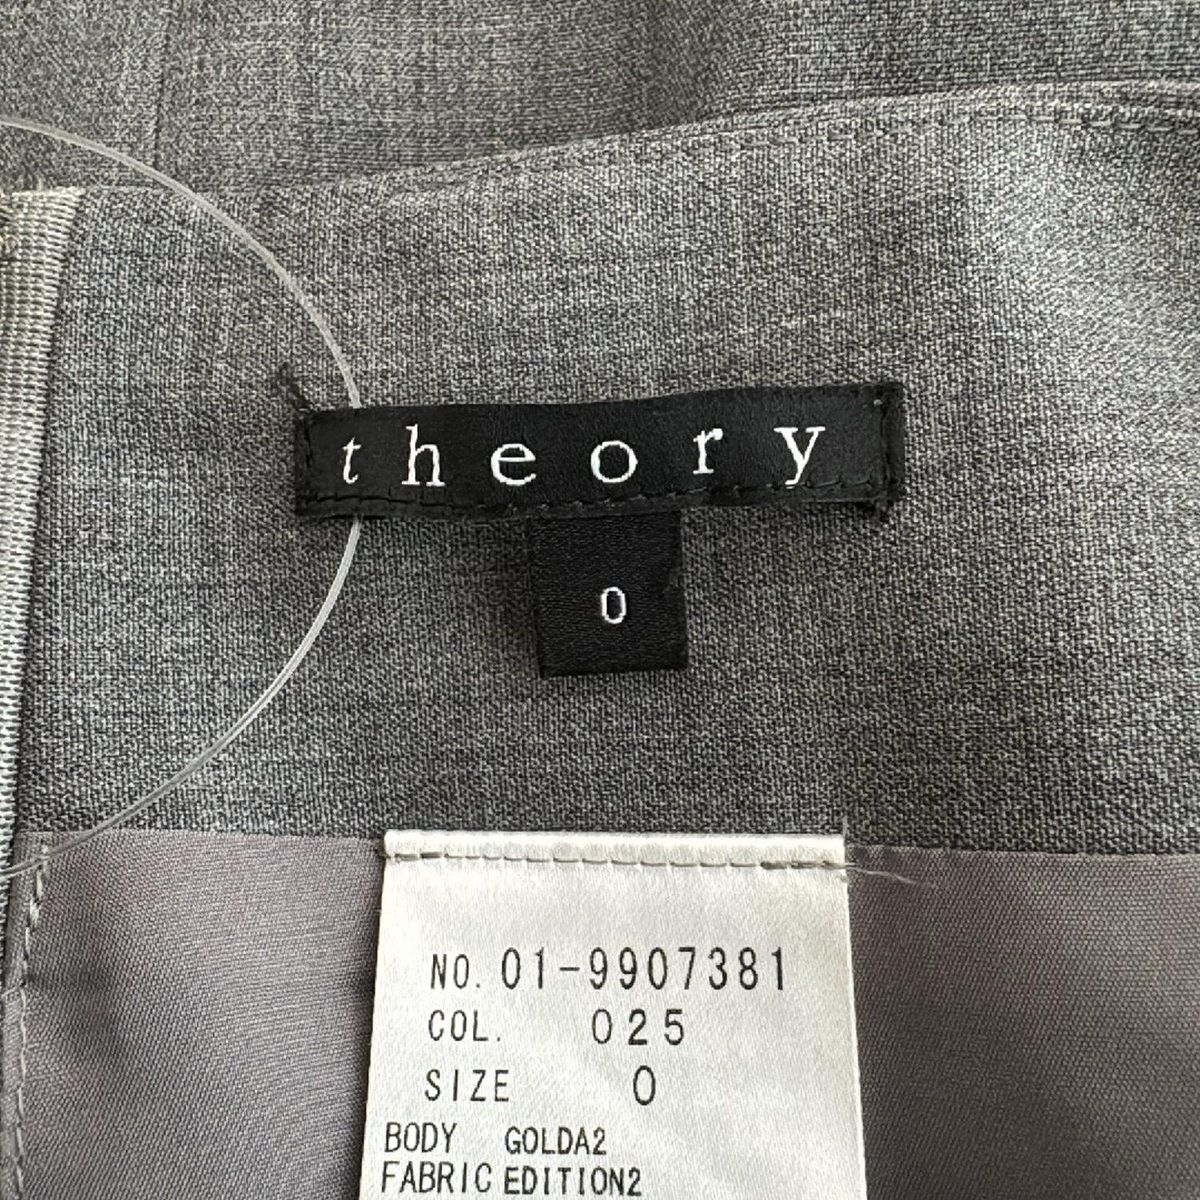 theory
0
NO. 01-9907381
COL. 025
SIZE 0
BODY GOLDA2
FABRIC EDITION2